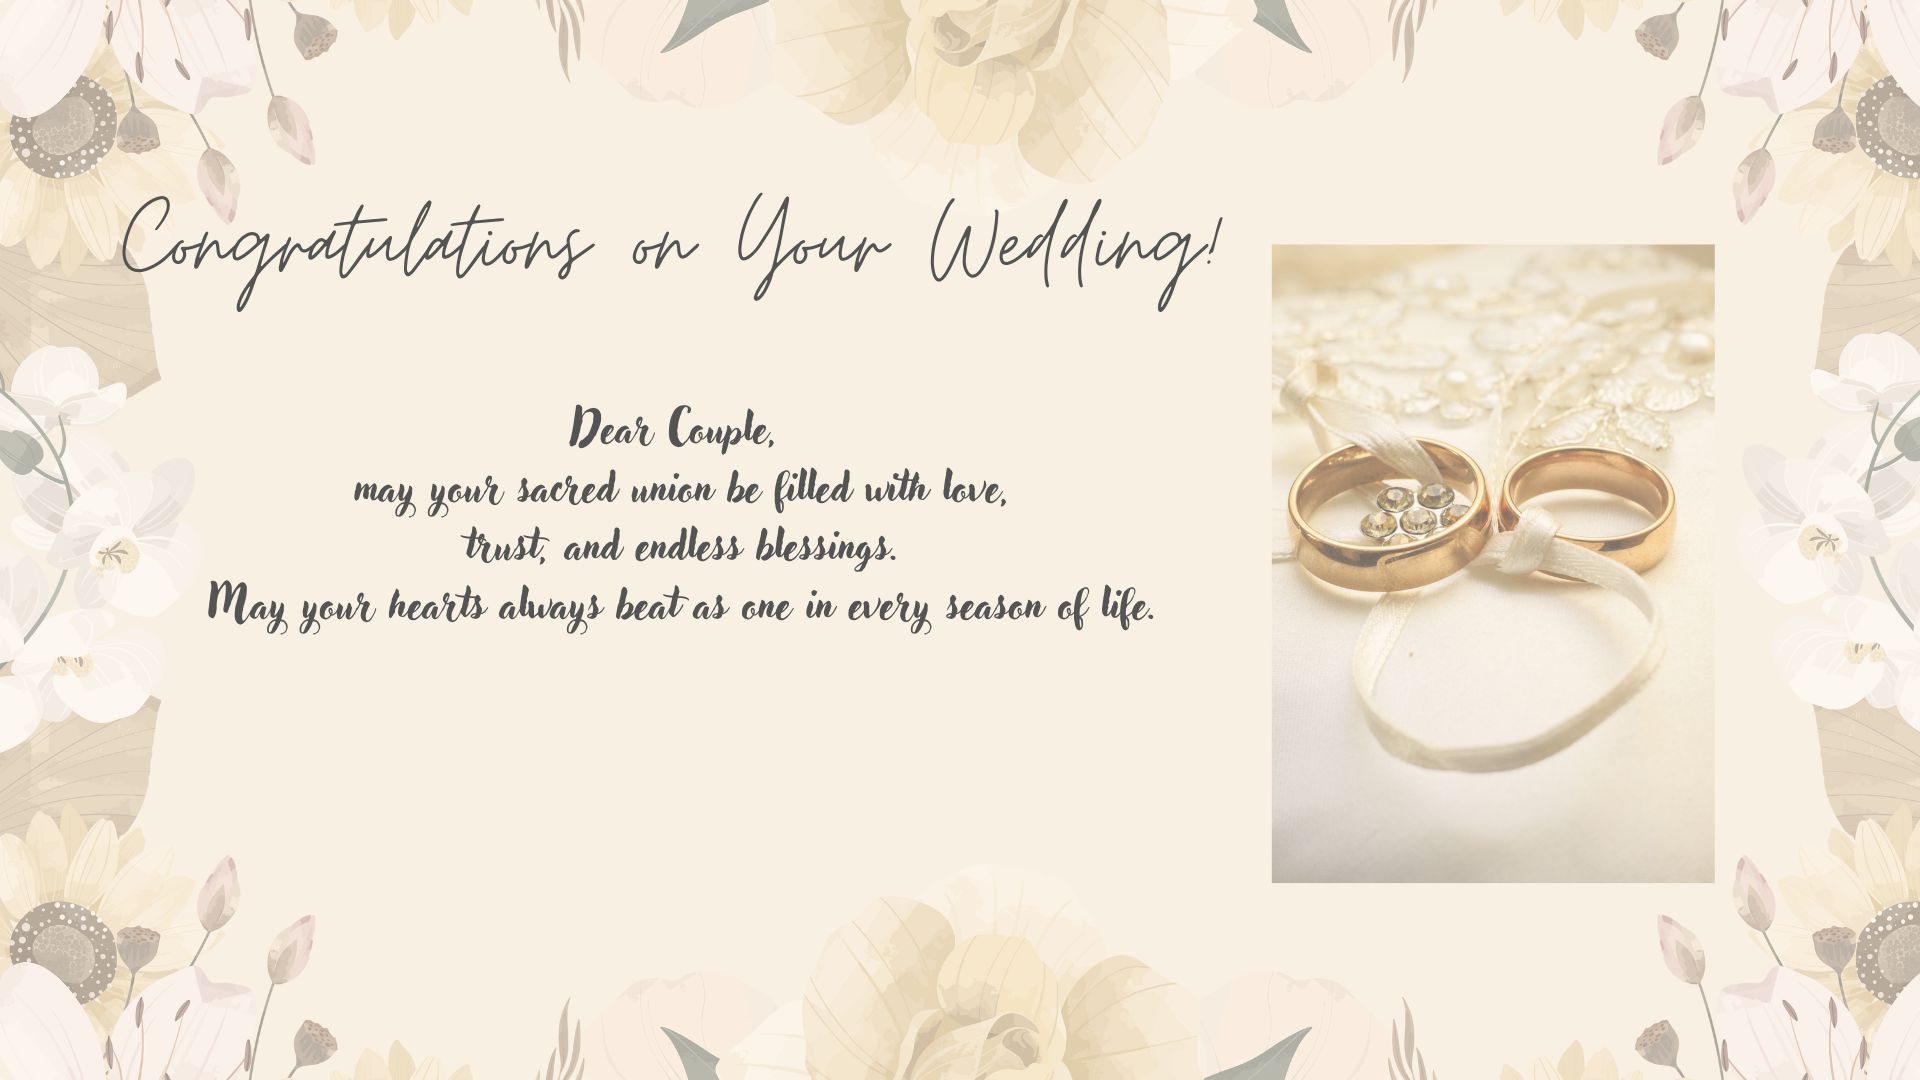 Congratulations on Your Wedding!
Dear Couple,
may your sacred union be filled with love,
trust, and endless blessings.
May your hearts always beat as one in every season of life.